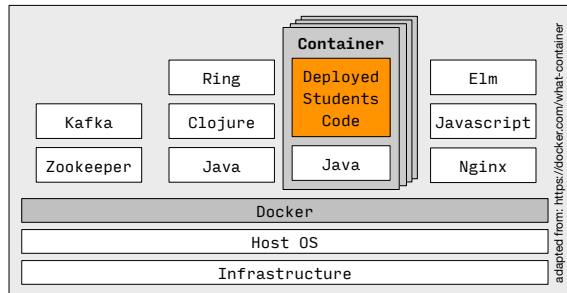 Container
Ring
Deployed
Students
Code
Elm
Kafka
Clojure
Javascript
Zookeeper
Java
Java
Nginx
Docker
Host OS
Infrastructure
adapted from: https://docker.com/what-container